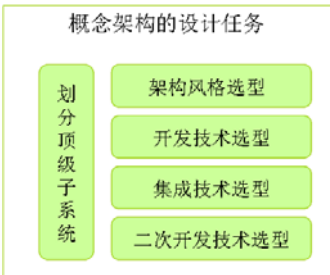 概念架构的设计任务
划分顶级子系统
架构风格选型
开发技术选型
集成技术选型
二次开发技术选型